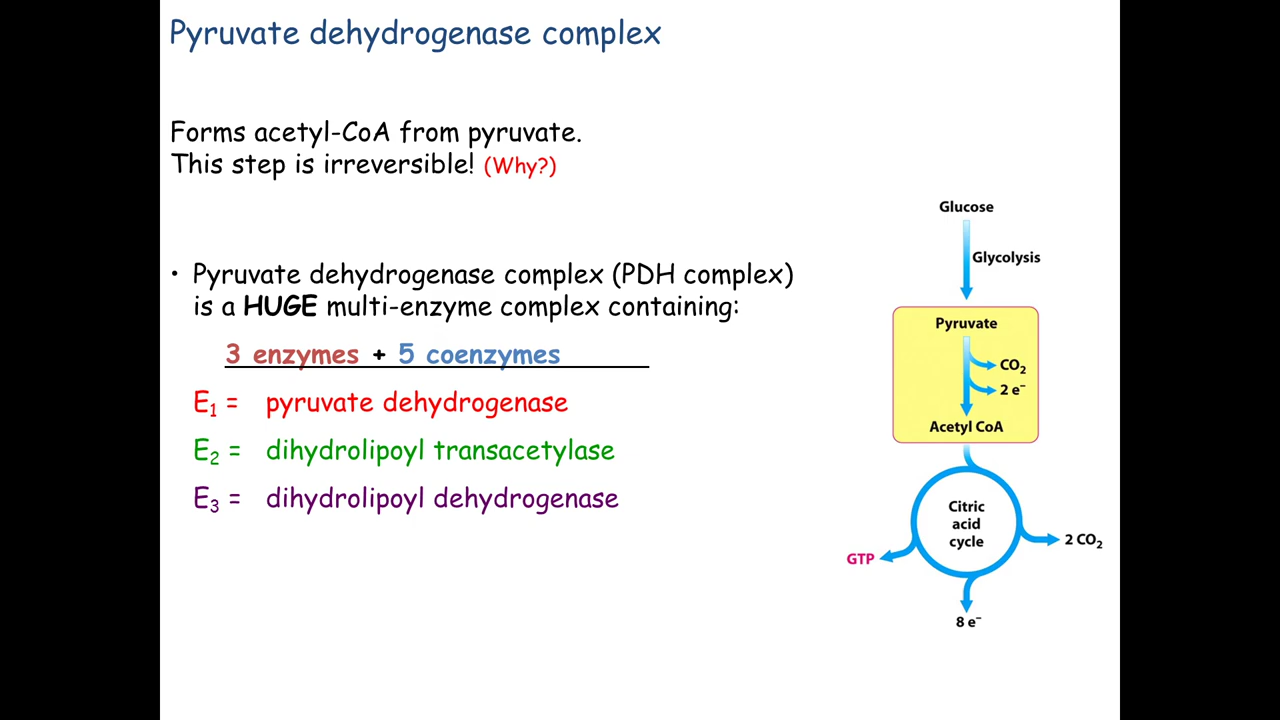 Pyruvate dehydrogenase complex
Forms acetyl-CoA from pyruvate.
This step is irreversible! (Why?)
• Pyruvate dehydrogenase complex (PDH complex)
is a HUGE multi-enzyme complex containing:
3 enzymes + 5 coenzymes
E₁ = pyruvate dehydrogenase
E₂ = dihydrolipoyl transacetylase
E₃ = dihydrolipoyl dehydrogenase
Glucose
Glycolysis
Pyruvate
CO₂
2 e⁻
Acetyl CoA
Citric
acid
cycle
GTP
2 CO₂
8 e⁻